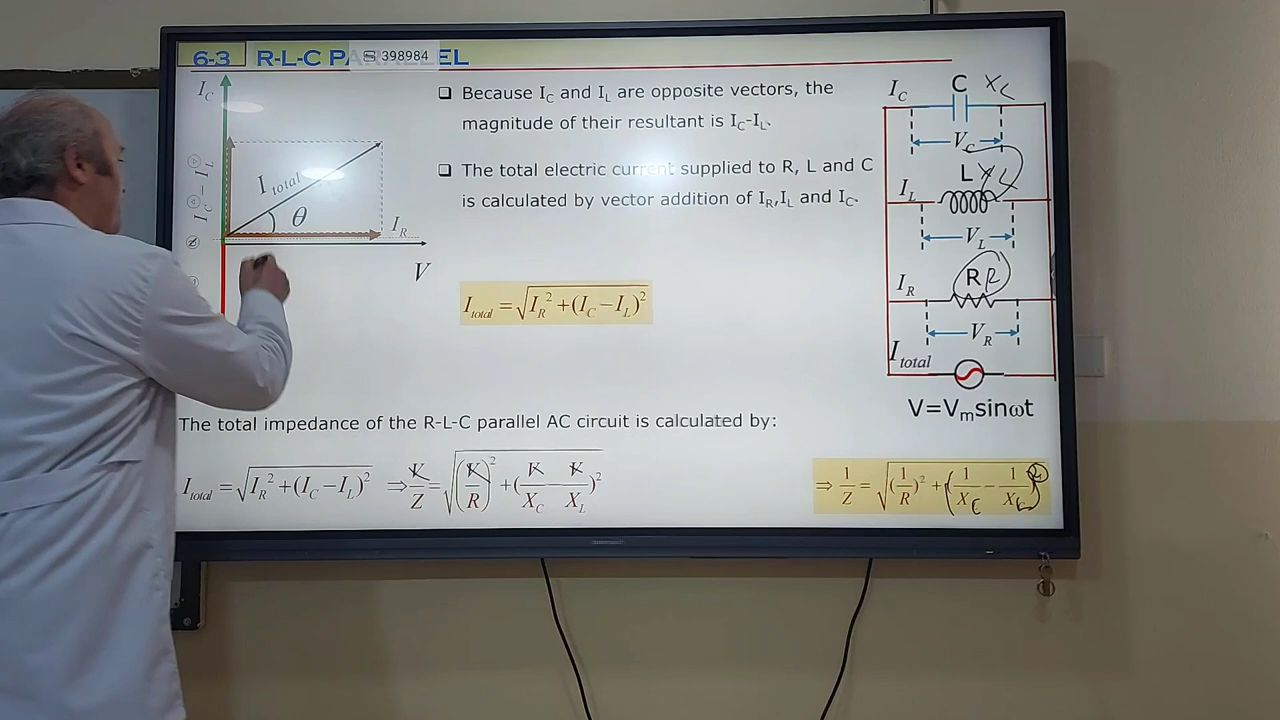 6-3 R-L-C PA EL
398984
I_C
I_C – I_L
I_total
θ
I_R
V
❑ Because I_C and I_L are opposite vectors, the
magnitude of their resultant is I_C-I_L.
❑ The total electric current supplied to R, L and C
is calculated by vector addition of I_R,I_L and I_C.
I_total = √(I_R² + (I_C – I_L)²)
I_C C X_C
V_C
I_L L X_L
V_L
I_R R R
V_R
I_total
V=V_m sinωt
The total impedance of the R-L-C parallel AC circuit is calculated by:
I_total = √(I_R² + (I_C – I_L)²) ⇒ V/Z = √((V/R)² + (V/X_C V/X_L)²)
⇒ 1/Z = √((1/R)² + (1/X_C – 1/X_L)²)